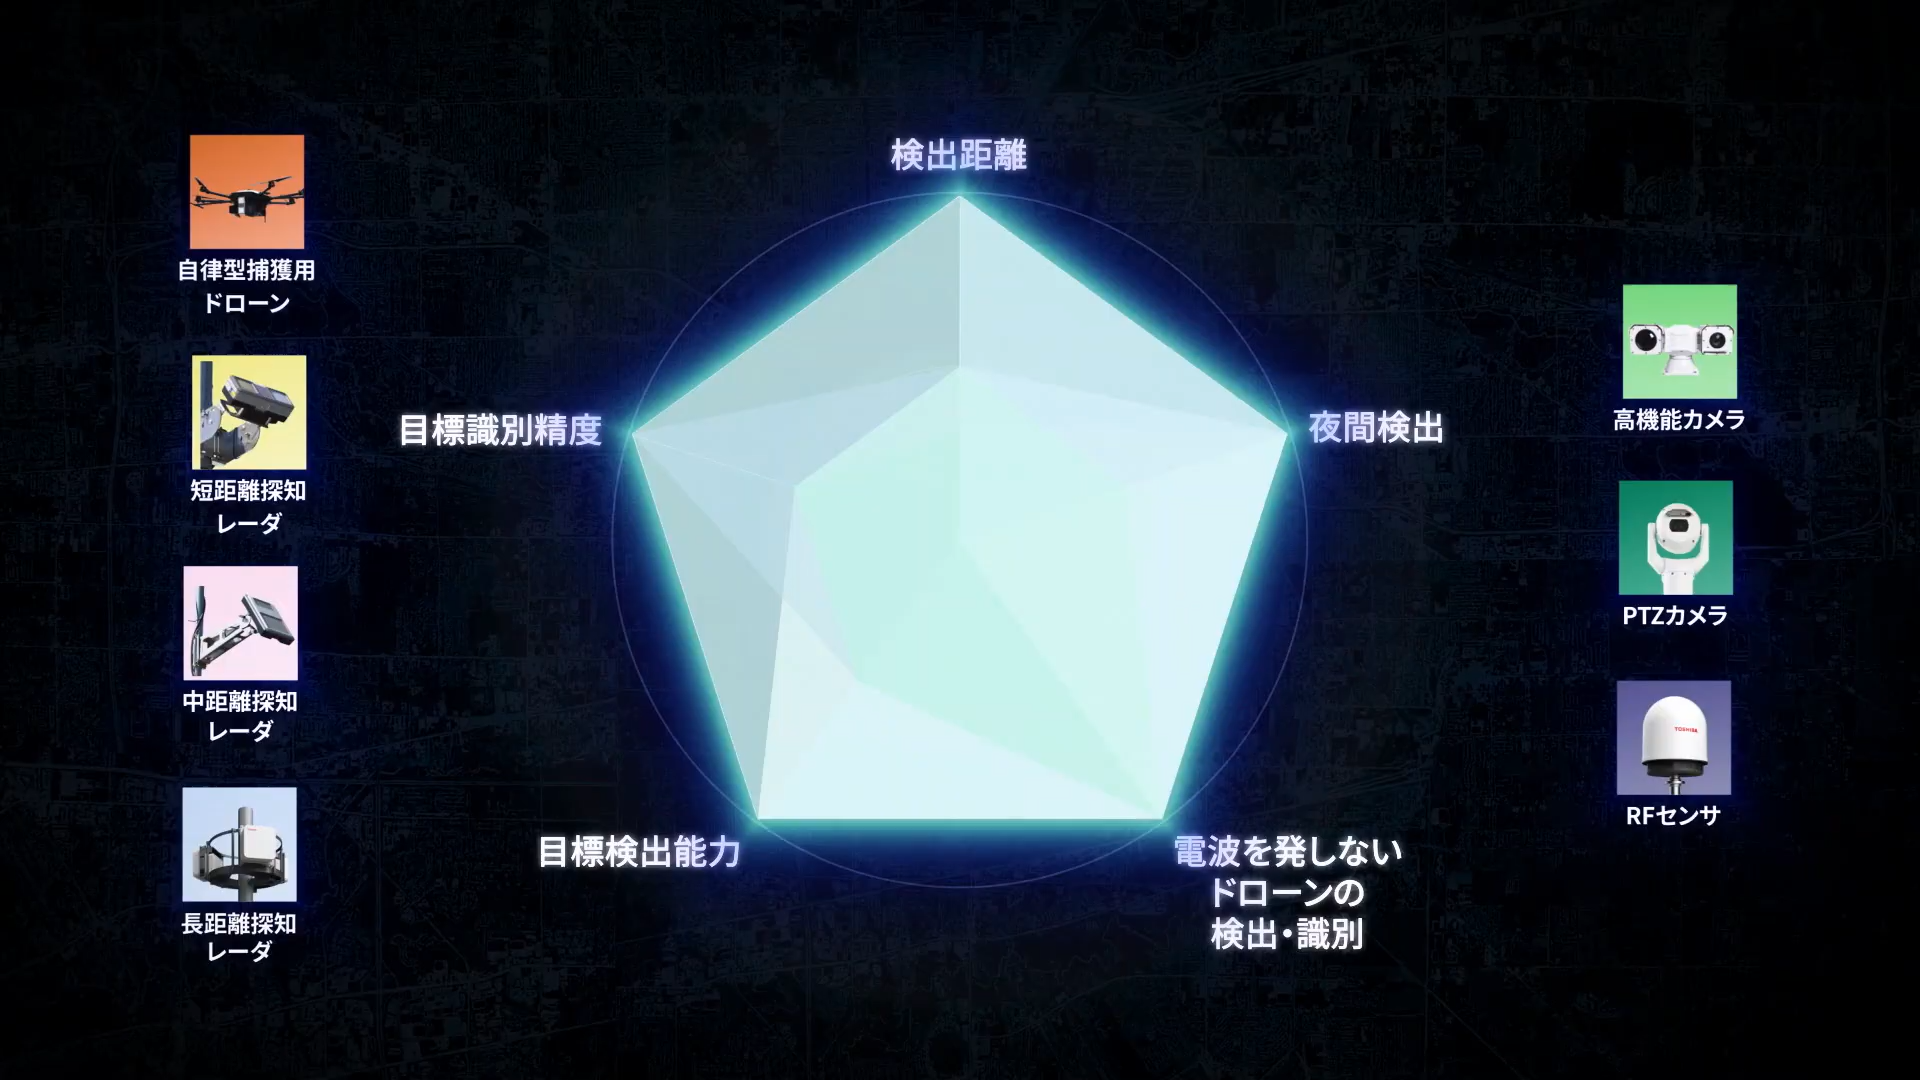 検出距離
自律型捕獲用
ドローン
短距離探知
レーダ
中距離探知
レーダ
長距離探知
レーダ
目標識別精度
夜間検出
目標検出能力
電波を発しない
ドローンの
検出・識別
高機能カメラ
PTZカメラ
TOSHIBA
RFセンサ